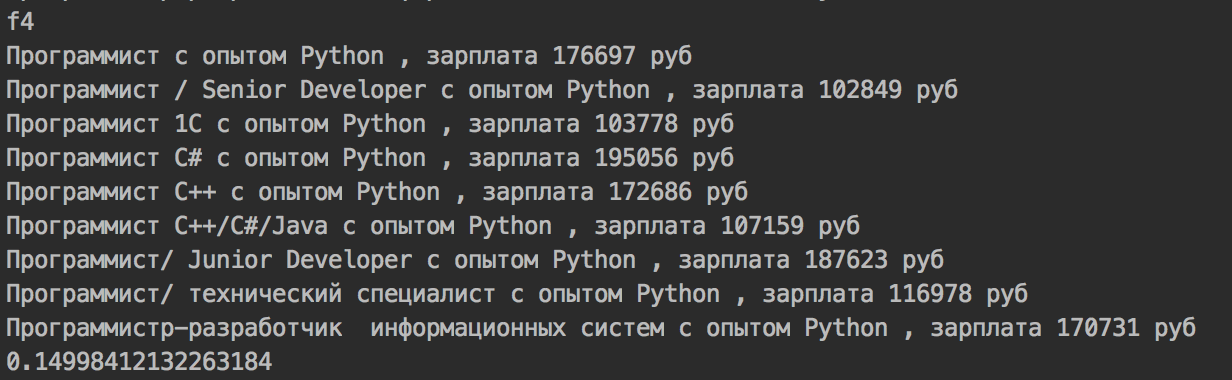 f4
Программист с опытом Python , зарплата 176697 руб
Программист / Senior Developer с опытом Python , зарплата 102849 руб
Программист 1С с опытом Python , зарплата 103778 руб
Программист C# с опытом Python , зарплата 195056 руб
Программист C++ с опытом Python , зарплата 172686 руб
Программист C++/C#/Java с опытом Python , зарплата 107159 руб
Программист/ Junior Developer с опытом Python , зарплата 187623 руб
Программист/ технический специалист с опытом Python , зарплата 116978 руб
Программистр-разработчик  информационных систем с опытом Python , зарплата 170731 руб
0.14998412132263184